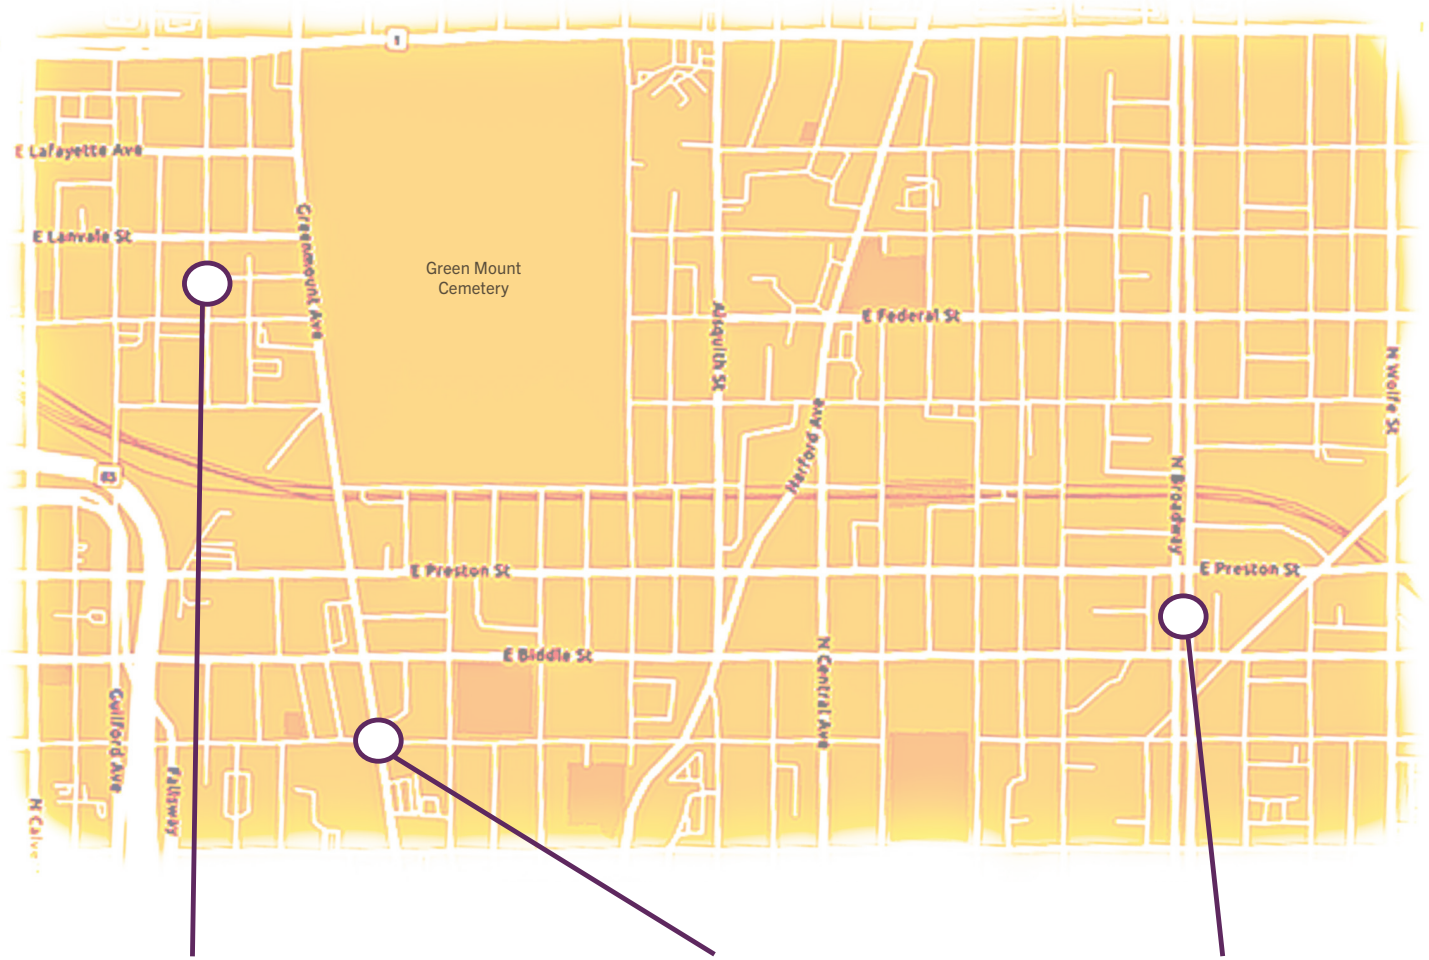 1
E Lafayette Ave
E Lanvale St
Greenmount Ave
Green Mount
Cemetery
Aisquith St
E Federal St
N Wolfe St
Harford Ave
83
N Broadway
E Preston St
E Preston St
E Biddle St
N Central Ave
Guilford Ave
Fallsway
N Calve